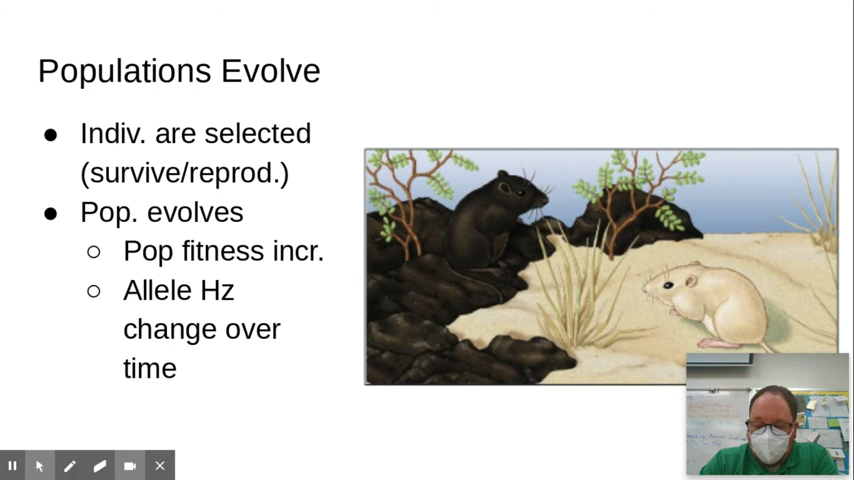 Populations Evolve
● Indiv. are selected
(survive/reprod.)
● Pop. evolves
○ Pop fitness incr.
○ Allele Hz
change over
time